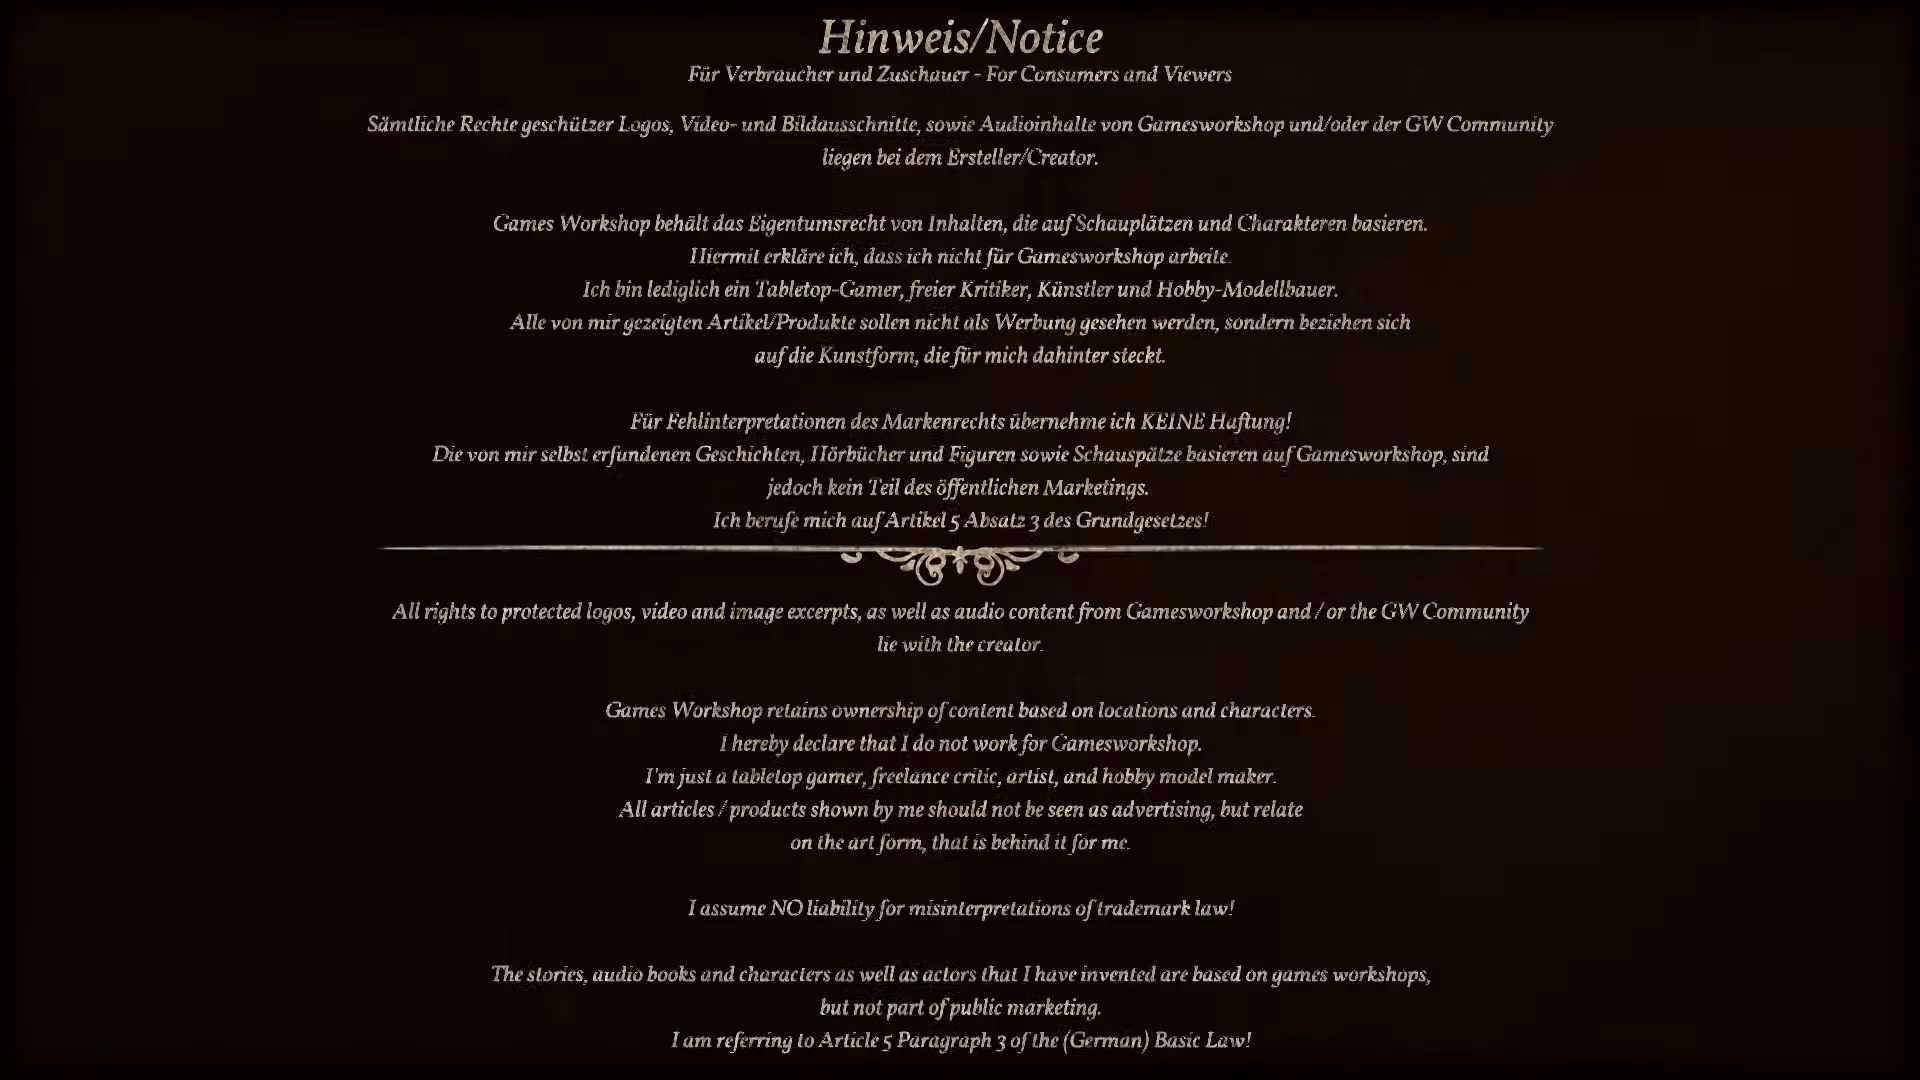 Hinweis/Notice
Für Verbraucher und Zuschauer - For Consumers and Viewers
Sämtliche Rechte geschützer Logos, Video- und Bildausschnitte, sowie Audioinhalte von Gamesworkshop und/oder der GW Community
liegen bei dem Ersteller/Creator.
Games Workshop behält das Eigentumsrecht von Inhalten, die auf Schauplätzen und Charakteren basieren.
Hiermit erkläre ich, dass ich nicht für Gamesworkshop arbeite.
Ich bin lediglich ein Tabletop-Gamer, freier Kritiker, Künstler und Hobby-Modellbauer.
Alle von mir gezeigten Artikel/Produkte sollen nicht als Werbung gesehen werden, sondern beziehen sich
auf die Kunstform, die für mich dahinter steckt.
Für Fehlinterpretationen des Markenrechts übernehme ich KEINE Haftung!
Die von mir selbst erfundenen Geschichten, Hörbücher und Figuren sowie Schauspätze basieren auf Gamesworkshop, sind
jedoch kein Teil des öffentlichen Marketings.
Ich berufe mich auf Artikel 5 Absatz 3 des Grundgesetzes!
All rights to protected logos, video and image excerpts, as well as audio content from Gamesworkshop and / or the GW Community
lie with the creator.
Games Workshop retains ownership of content based on locations and characters.
I hereby declare that I do not work for Gamesworkshop.
I'm just a tabletop gamer, freelance critic, artist, and hobby model maker.
All articles / products shown by me should not be seen as advertising, but relate
on the art form, that is behind it for me.
I assume NO liability for misinterpretations of trademark law!
The stories, audio books and characters as well as actors that I have invented are based on games workshops,
but not part of public marketing.
I am referring to Article 5 Paragraph 3 of the (German) Basic Law!